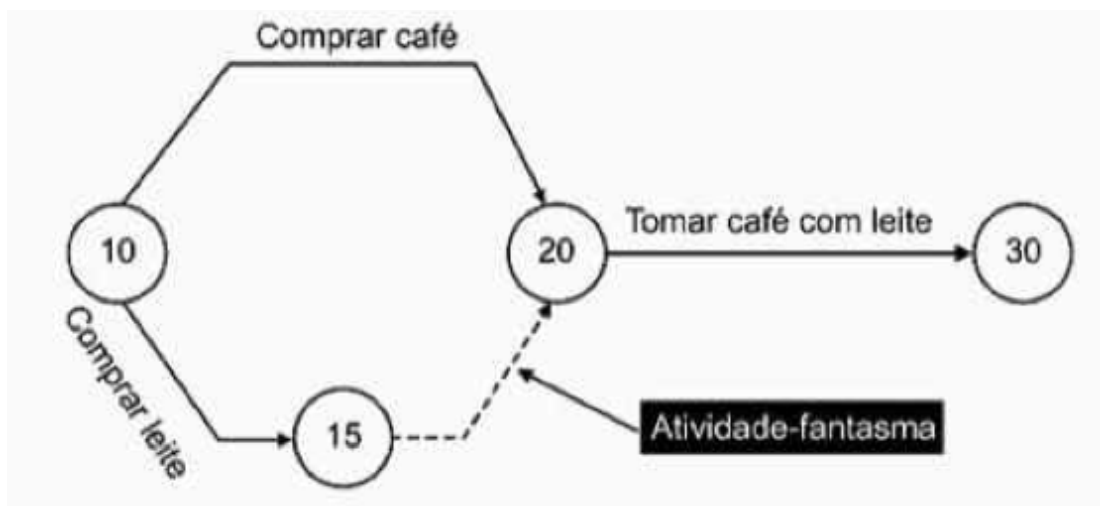 Comprar café
10
20
Tomar café com leite
30
Comprar leite
15
Atividade-fantasma